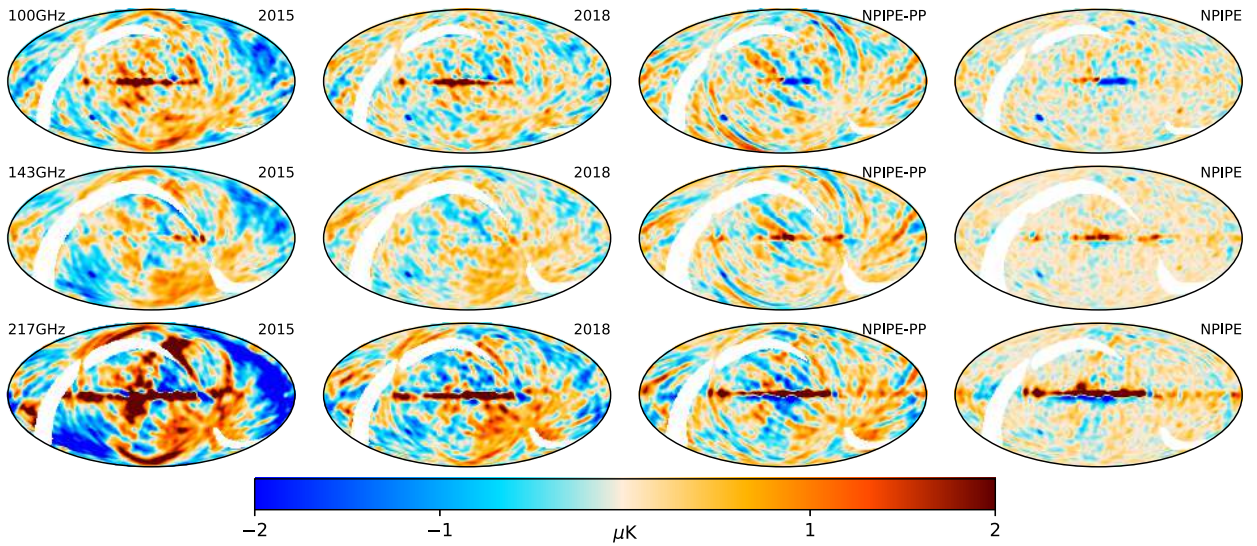 100GHz 2015 2018 NPIPE-PP NPIPE
143GHz 2015 2018 NPIPE-PP NPIPE
217GHz 2015 2018 NPIPE-PP NPIPE
−2 −1 μK 1 2